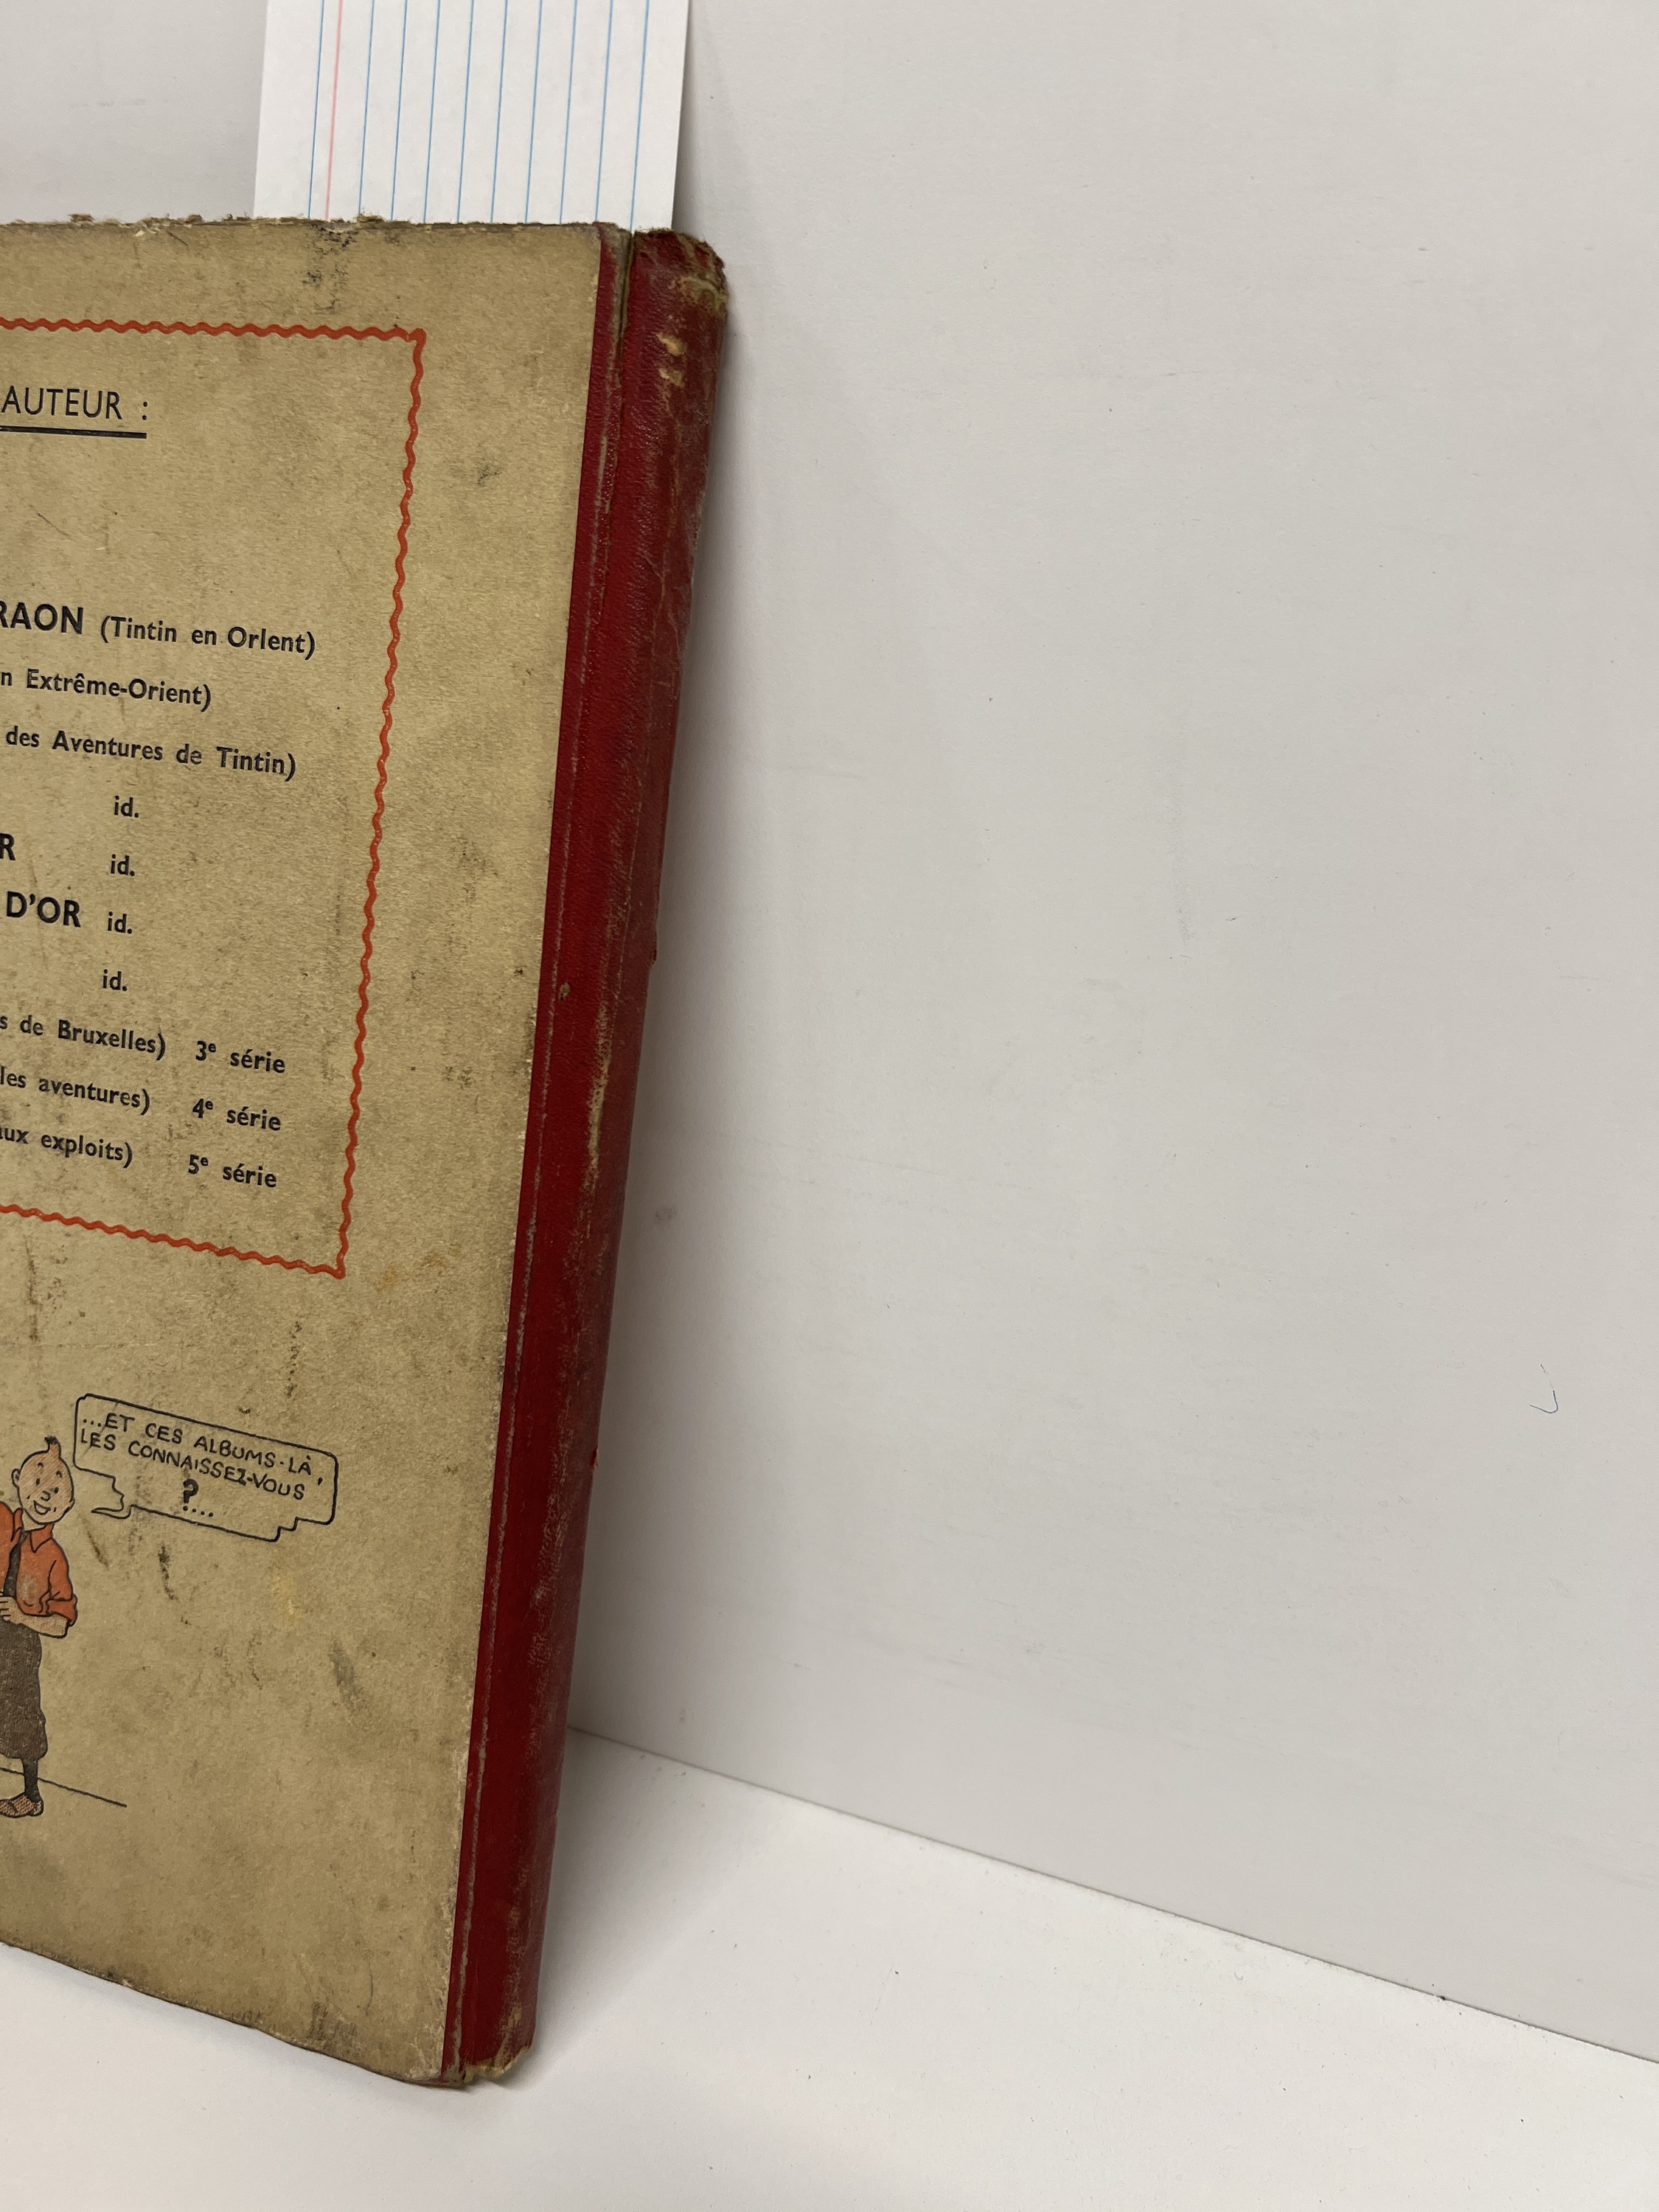 AUTEUR :
RAON (Tintin en Orient)
n Extrême-Orient)
des Aventures de Tintin)
id.
R id.
D'OR id.
id.
s de Bruxelles) 3e série
les aventures) 4e série
ux exploits) 5e série
...ET CES ALBUMS-LÀ,
LES CONNAISSEZ-VOUS
?....